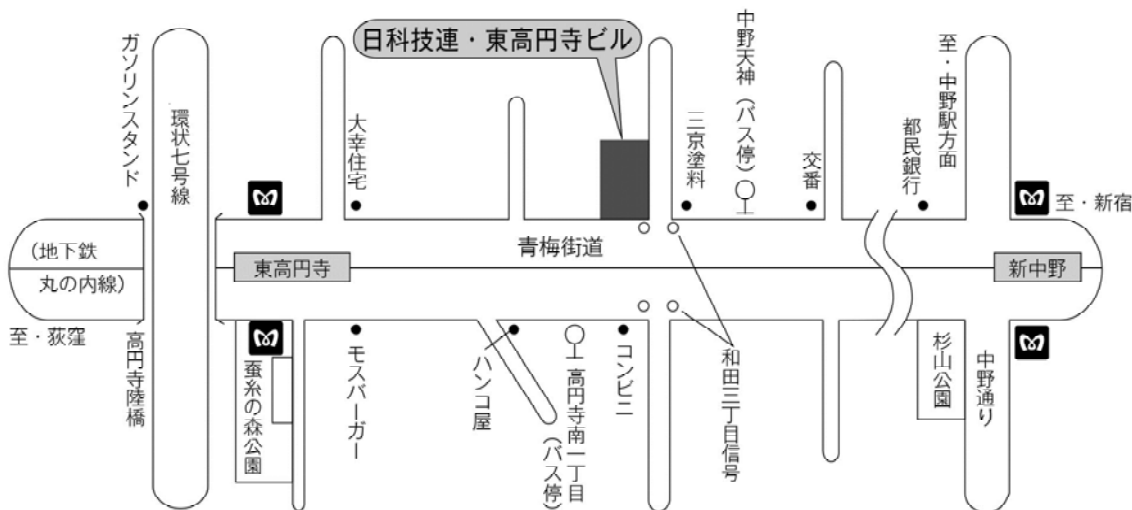 日科技連・東高円寺ビル
ガソリンスタンド
環状七号線
大幸住宅
三京塗料
中野天神（バス停）
交番
都民銀行
至・中野駅方面
至・新宿
青梅街道
（地下鉄
丸の内線）
東高円寺
新中野
至・荻窪
高円寺陸橋
蚕糸の森公園
モスバーガー
ハンコ屋
高円寺南一丁目
（バス停）
コンビニ
和田三丁目信号
杉山公園
中野通り